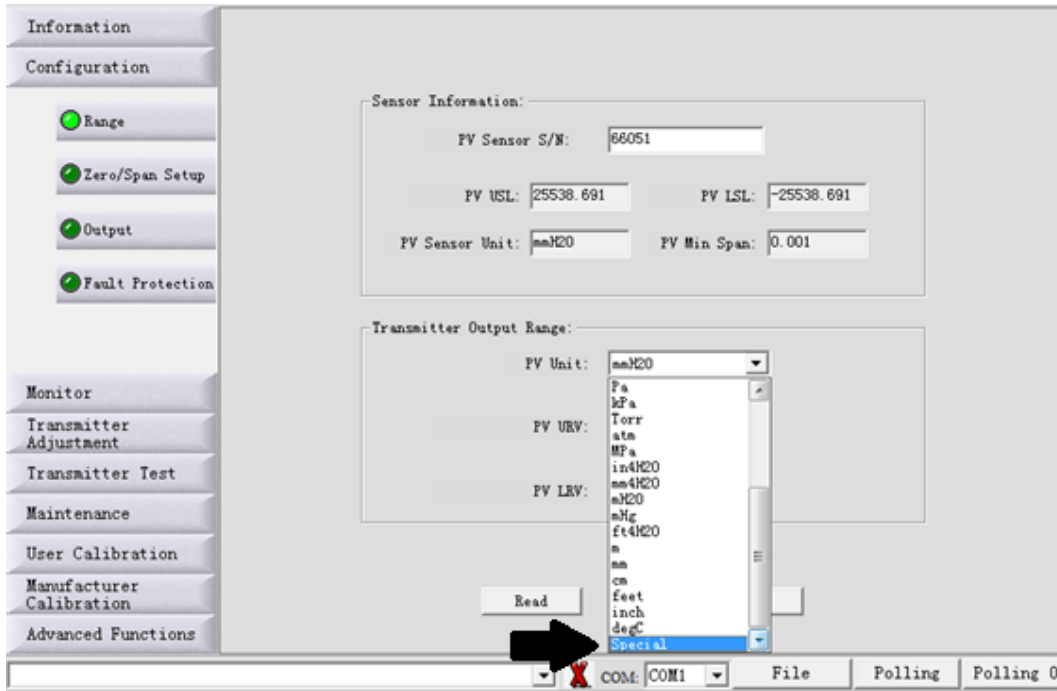 Information
Configuration
Range
Zero/Span Setup
Output
Fault Protection
Monitor
Transmitter
Adjustment
Transmitter Test
Maintenance
User Calibration
Manufacturer
Calibration
Advanced Functions
Sensor Information:
PV Sensor S/N: 66051
PV USL: 25538.691 PV LSL: -25538.691
PV Sensor Unit: mmH2O PV Min Span: 0.001
Transmitter Output Range:
PV Unit: mmH2O
Pa
kPa
Torr
atm
MPa
in4H2O
mm4H2O
mH2O
mHg
ft4H2O
m
mm
cm
feet
inch
degC
Special
PV URV:
PV LRV:
Read
COM: COM1 File Polling Polling